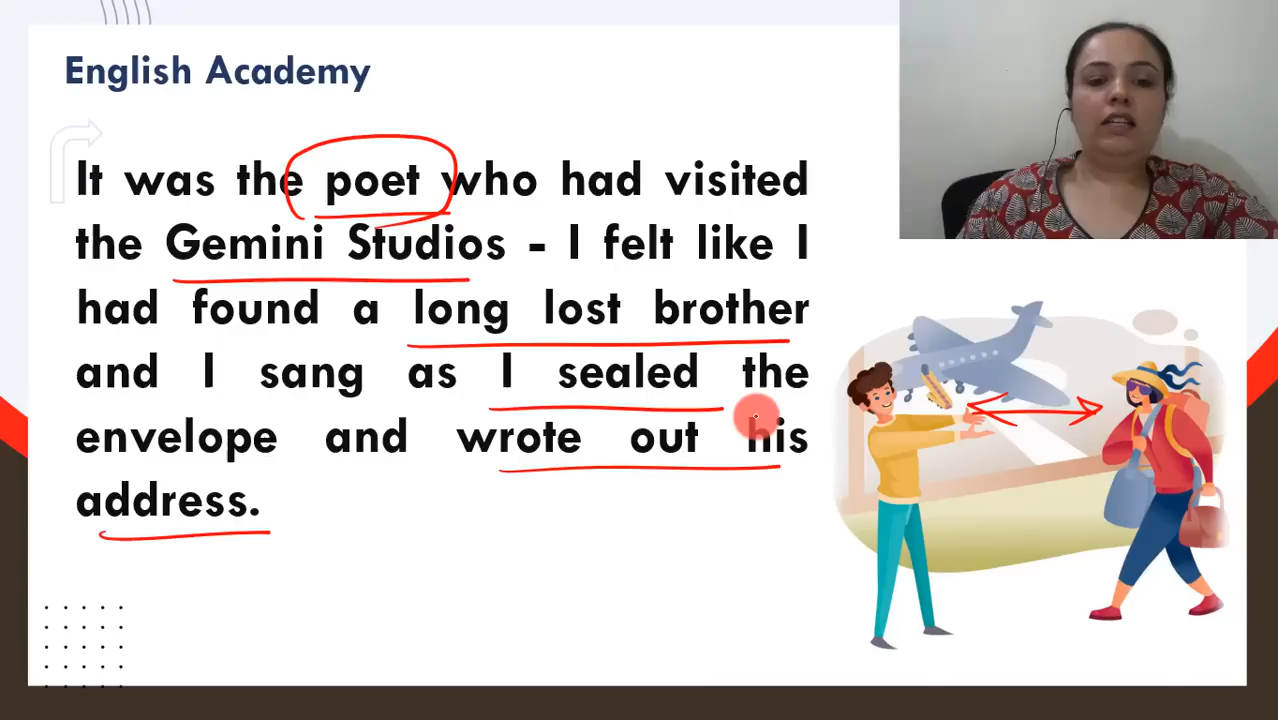 English Academy
It was the poet who had visited
the Gemini Studios - I felt like I
had found a long lost brother
and I sang as I sealed the
envelope and wrote out his
address.